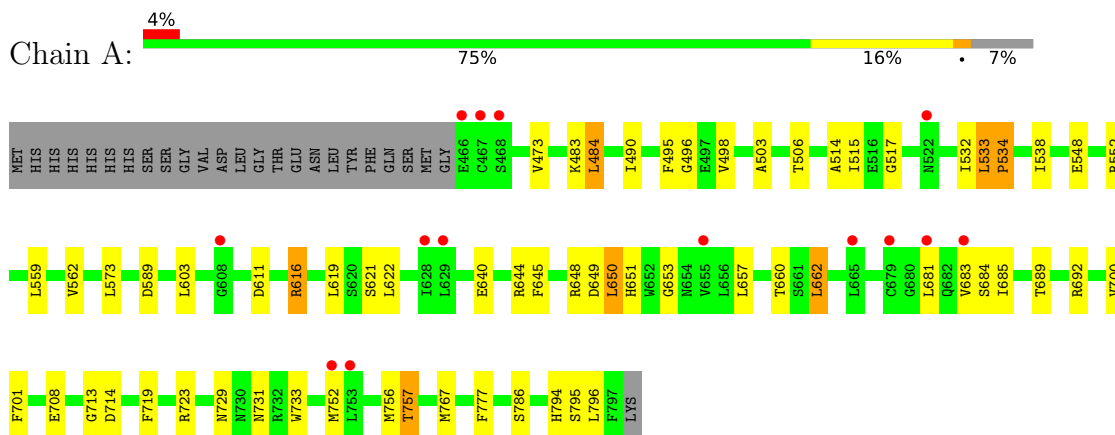 4%
Chain A:
75% 16% • 7%
MET HIS HIS HIS HIS HIS HIS SER SER GLY VAL ASP LEU GLY THR GLU ASN LEU TYR PHE GLN SER MET GLY E466 C467 S468 V473 K483 L484 I490 F495 G496 E497 V498 A503 T506 A514 I515 E516 G517 N522 I532 L533 P534 I538 E548 R552
L559 V562 L573 D589 L603 G608 D611 R616 L619 S620 S621 L622 I628 L629 E640 R644 F645 R648 D649 L650 H651 W652 G653 N654 V655 L656 L657 T660 S661 L662 L665 C679 G680 L681 Q682 V683 S684 I685 T689 R692 V700
F701 E708 G713 D714 F719 R723 N729 N730 N731 R732 W733 M752 L753 M756 T757 M767 F777 S786 H794 S795 L796 F797 LYS